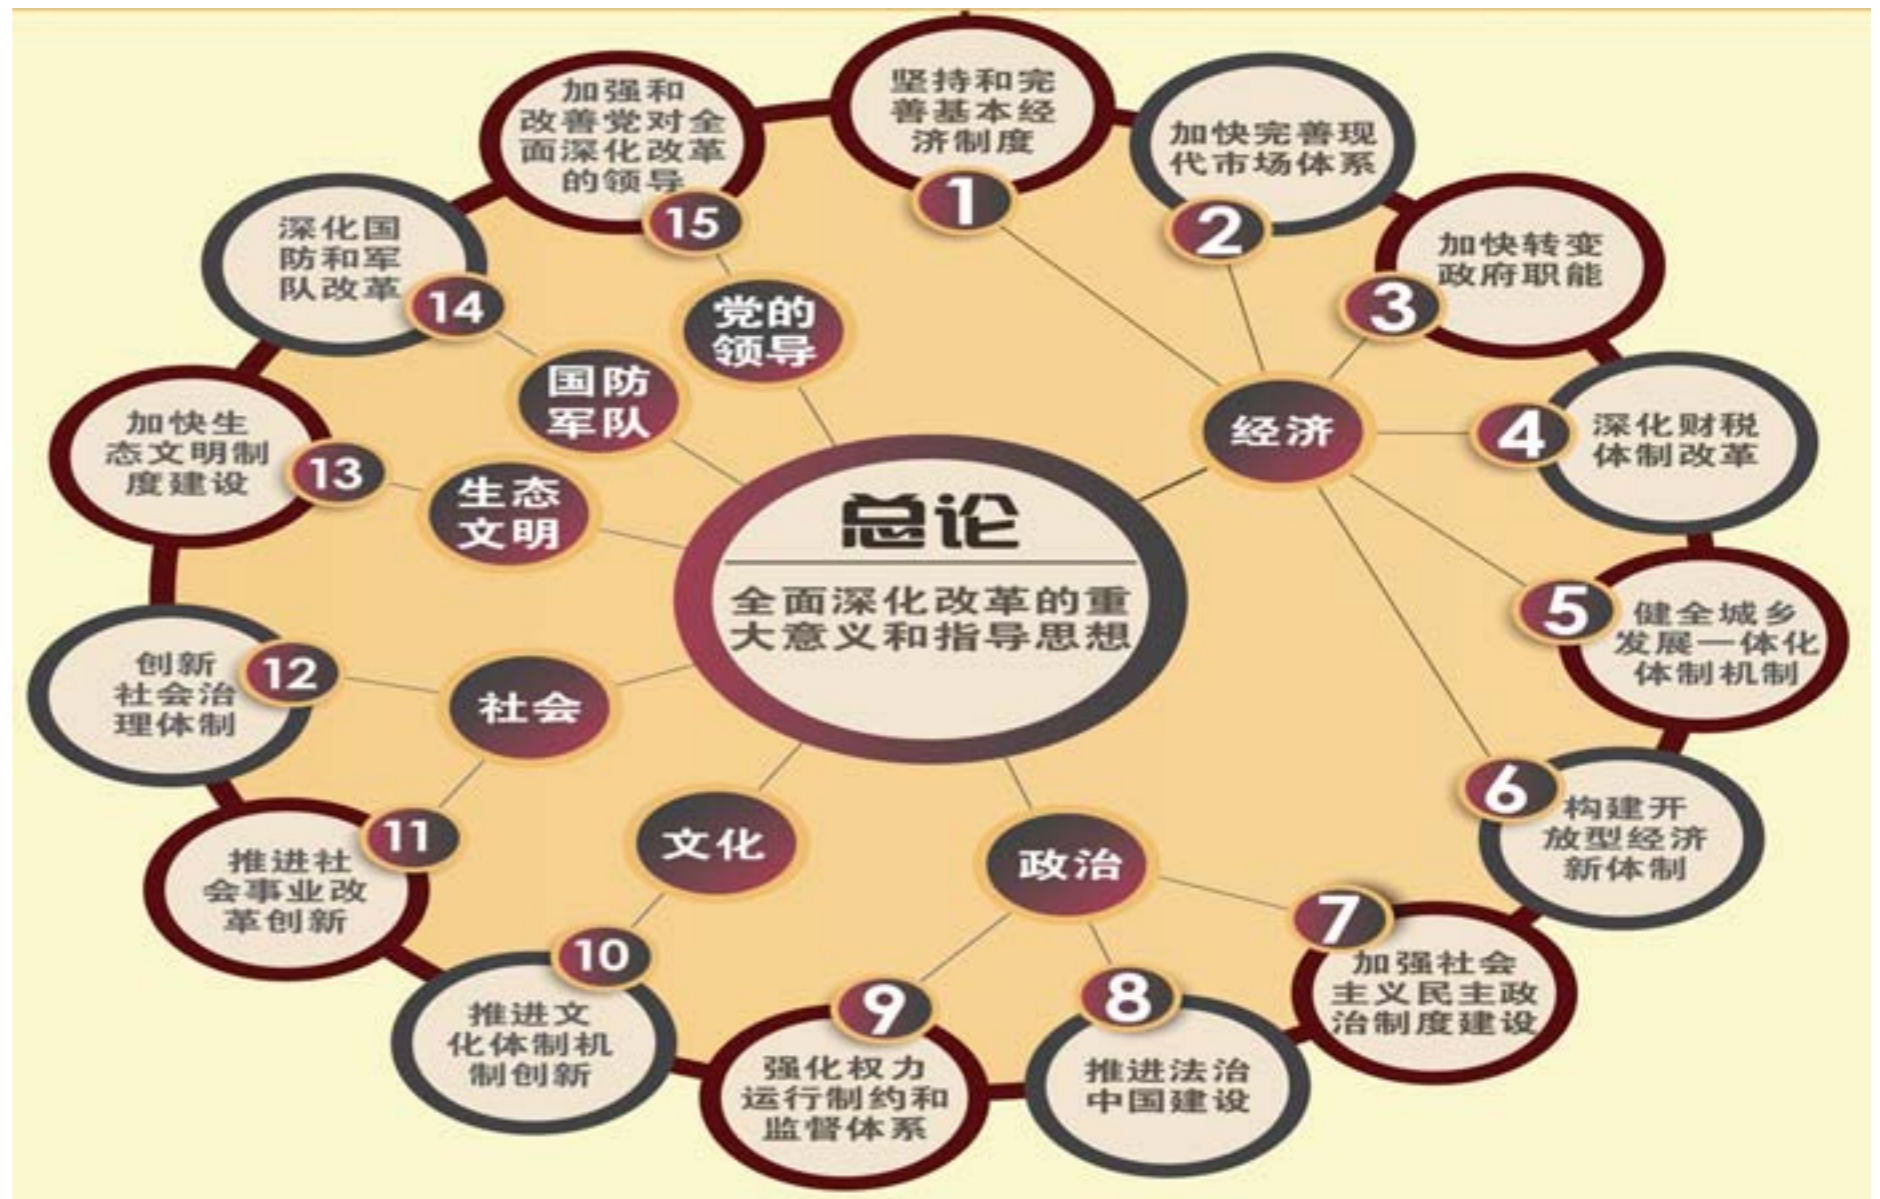 总论
全面深化改革的重
大意义和指导思想
经济
1
坚持和完
善基本经
济制度
2
加快完善现
代市场体系
3
加快转变
政府职能
4
深化财税
体制改革
5
健全城乡
发展一体化
体制机制
6
构建开
放型经济
新体制
政治
7
加强社会
主义民主政
治制度建设
8
推进法治
中国建设
9
强化权力
运行制约和
监督体系
文化
10
推进文
化体制机
制创新
社会
11
推进社
会事业改
革创新
12
创新
社会治
理体制
生态
文明
13
加快生
态文明制
度建设
国防
军队
14
深化国
防和军
队改革
党的
领导
15
加强和
改善党对全
面深化改革
的领导